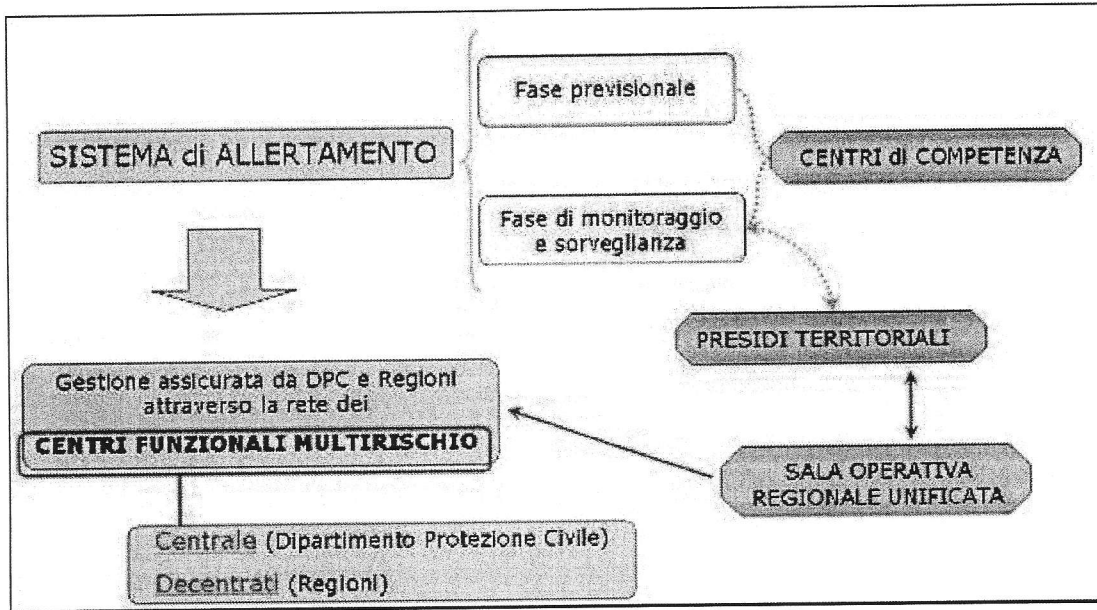 Fase previsionale
SISTEMA di ALLERTAMENTO
CENTRI di COMPETENZA
Fase di monitoraggio
e sorveglianza
PRESIDI TERRITORIALI
Gestione assicurata da DPC e Regioni
attraverso la rete dei
CENTRI FUNZIONALI MULTIRISCHIO
SALA OPERATIVA
REGIONALE UNIFICATA
Centrale (Dipartimento Protezione Civile)
Decentrati (Regioni)